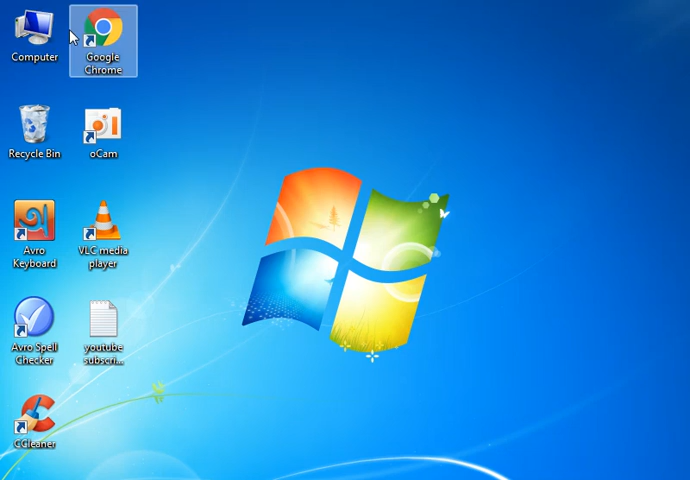 Computer
Google
Chrome
Recycle Bin
oCam
Avro
Keyboard
VLC media
player
Avro Spell
Checker
youtube
subscri...
CCleaner